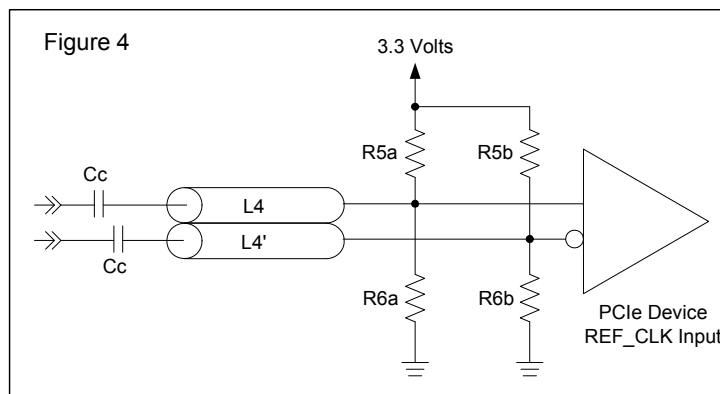 Figure 4
3.3 Volts
R5a
R5b
Cc
L4
L4'
Cc
R6a
R6b
PCIe Device
REF_CLK Input